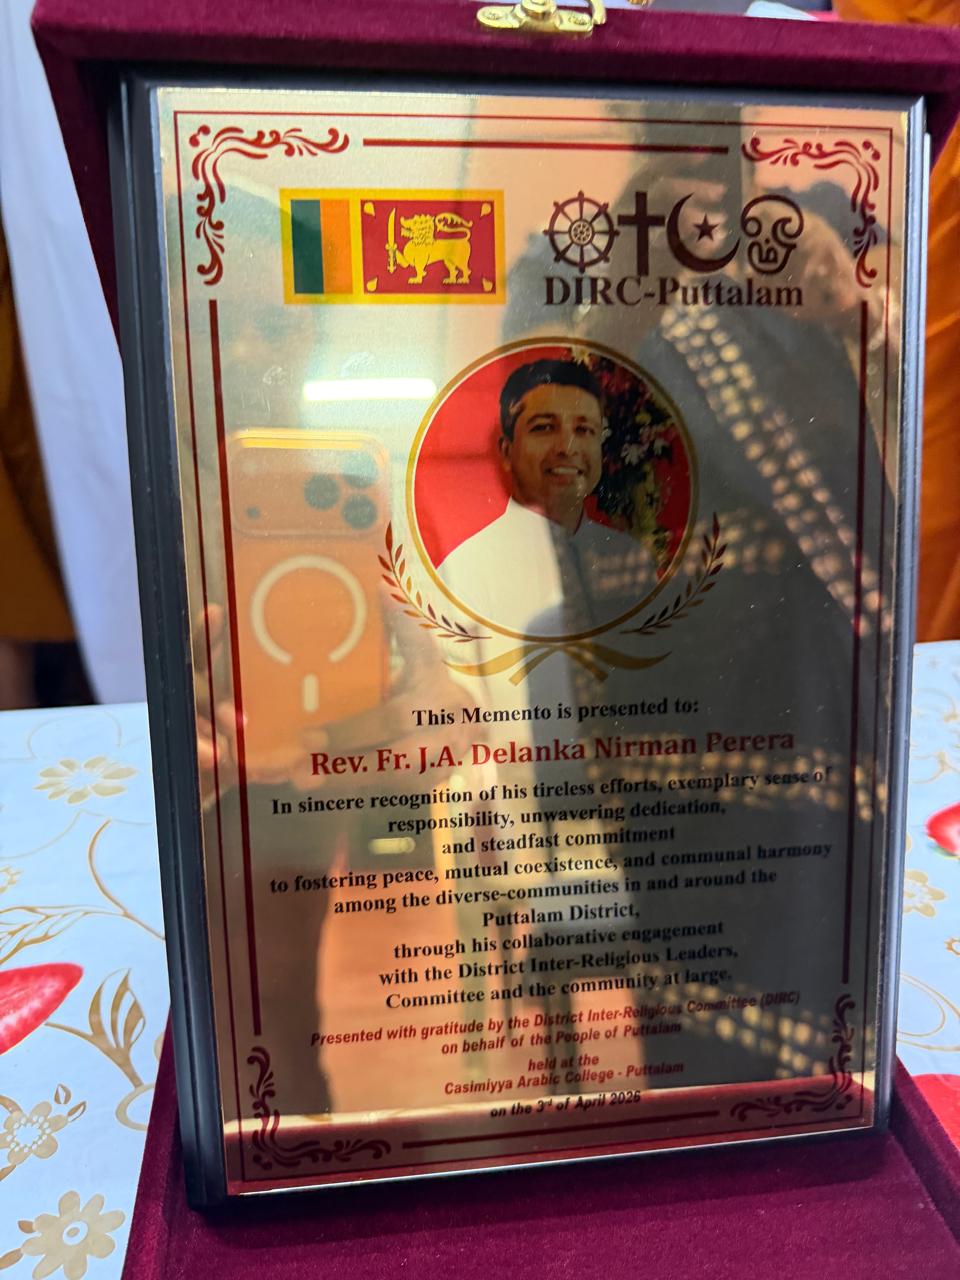 DIRC-Puttalam
This Memento is presented to:
Rev. Fr. J.A. Delanka Nirman Perera
In sincere recognition of his tireless efforts, exemplary sense of
responsibility, unwavering dedication,
and steadfast commitment
to fostering peace, mutual coexistence, and communal harmony
among the diverse-communities in and around the
Puttalam District,
through his collaborative engagement
with the District Inter-Religious Leaders,
Committee and the community at large.
Presented with gratitude by the District Inter-Religious Committee (DIRC)
on behalf of the People of Puttalam
held at the
Casimiyya Arabic College - Puttalam
on the 3rd of April 2026